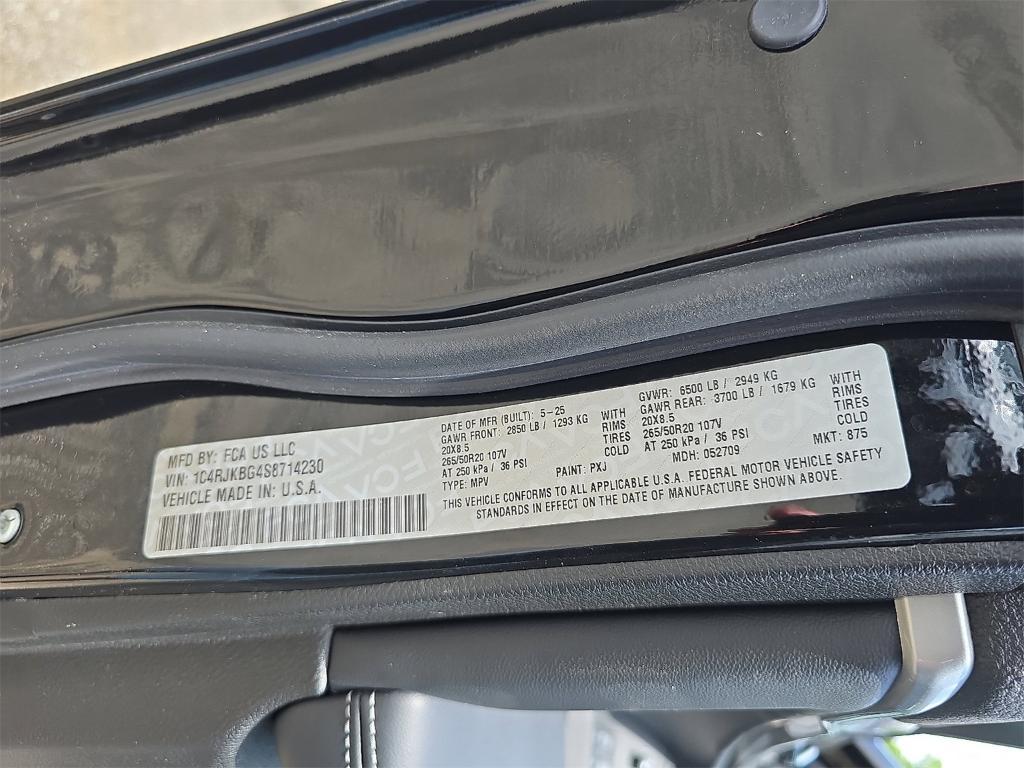 MFD BY: FCA US LLC
VIN: 1C4RJKBG4S8714230
VEHICLE MADE IN: U.S.A.
DATE OF MFR (BUILT): 5-25
GAWR FRONT: 2850 LB / 1293 KG WITH
20X8.5 RIMS
265/50R20 107V TIRES
AT 250 kPa / 36 PSI COLD
TYPE: MPV PAINT: PXJ
GVWR: 6500 LB / 2949 KG
GAWR REAR: 3700 LB / 1679 KG WITH
20X8.5 RIMS
265/50R20 107V TIRES
AT 250 kPa / 36 PSI COLD
MDH: 052709 MKT: 875
THIS VEHICLE CONFORMS TO ALL APPLICABLE U.S.A. FEDERAL MOTOR VEHICLE SAFETY
STANDARDS IN EFFECT ON THE DATE OF MANUFACTURE SHOWN ABOVE.